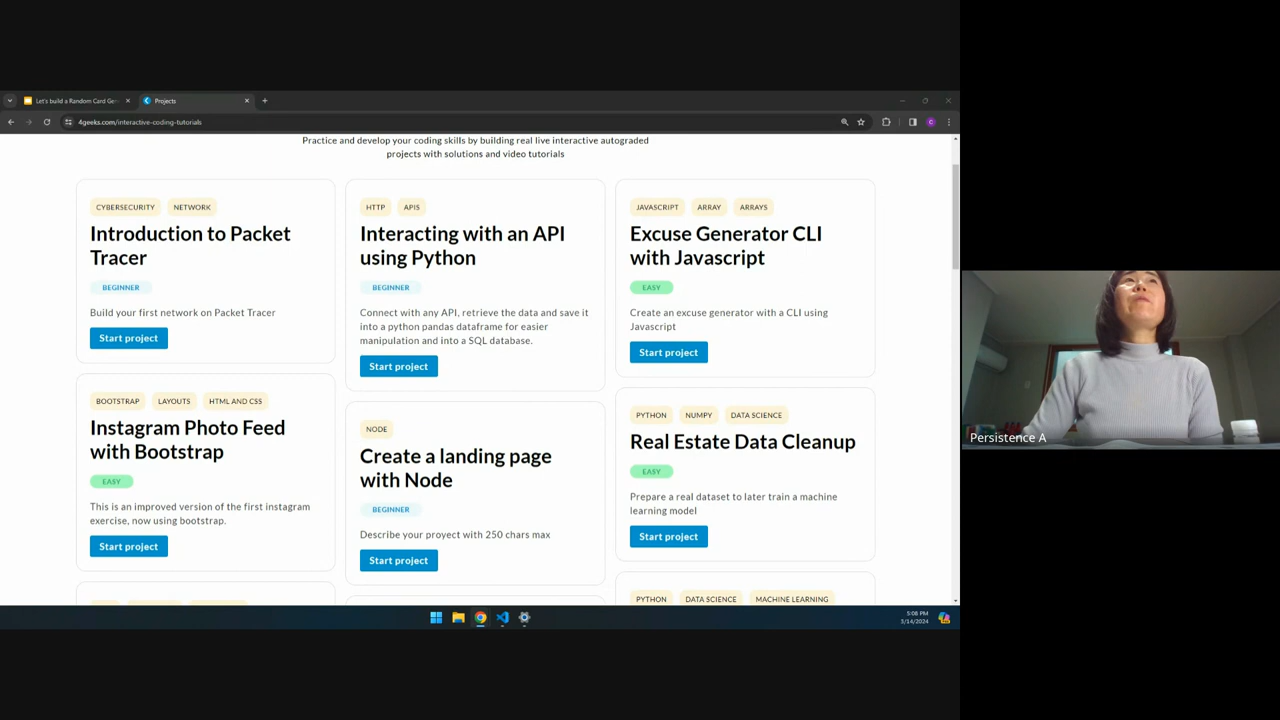 Let's build a Random Card Gen
Projects
4geeks.com/interactive-coding-tutorials
Practice and develop your coding skills by building real live interactive autograded
projects with solutions and video tutorials
CYBERSECURITY
NETWORK
Introduction to Packet
Tracer
BEGINNER
Build your first network on Packet Tracer
Start project
HTTP
APIS
Interacting with an API
using Python
BEGINNER
Connect with any API, retrieve the data and save it
into a python pandas dataframe for easier
manipulation and into a SQL database.
Start project
JAVASCRIPT
ARRAY
ARRAYS
Excuse Generator CLI
with Javascript
EASY
Create an excuse generator with a CLI using
Javascript
Start project
BOOTSTRAP
LAYOUTS
HTML AND CSS
Instagram Photo Feed
with Bootstrap
EASY
This is an improved version of the first instagram
exercise, now using bootstrap.
Start project
NODE
Create a landing page
with Node
BEGINNER
Describe your proyect with 250 chars max
Start project
PYTHON
NUMPY
DATA SCIENCE
Real Estate Data Cleanup
EASY
Prepare a real dataset to later train a machine
learning model
Start project
PYTHON
DATA SCIENCE
MACHINE LEARNING
5:08 PM
3/14/2024
Persistence A